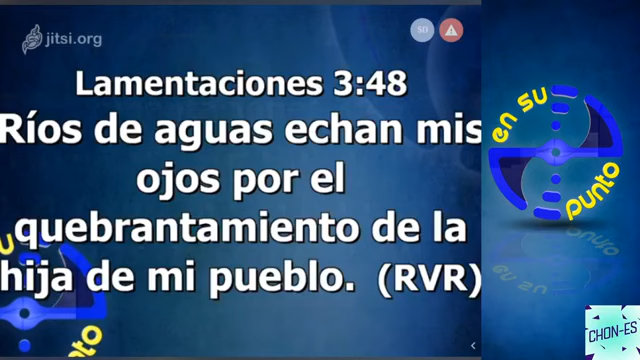 jitsi.org
SD
Lamentaciones 3:48
Ríos de aguas echan mis
ojos por el
quebrantamiento de la
hija de mi pueblo. (RVR)
en su
punto
CHON-ES